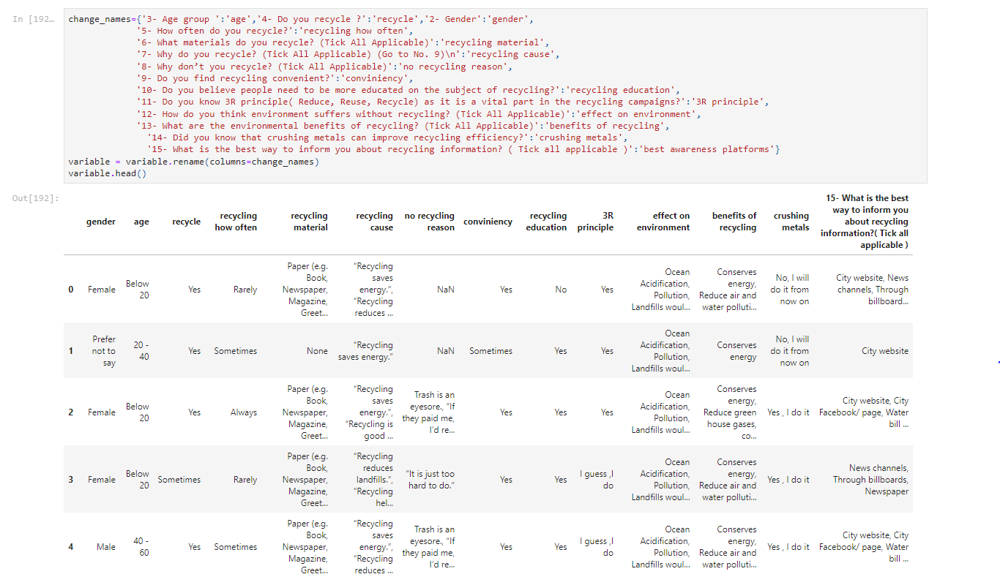 In [192…
change_names={'3- Age group ':'age','4- Do you recycle ?':'recycle','2- Gender':'gender',
'5- How often do you recycle?':'recycling how often',
'6- What materials do you recycle? (Tick All Applicable)':'recycling material',
'7- Why do you recycle? (Tick All Applicable) (Go to No. 9)\n':'recycling cause',
'8- Why don’t you recycle? (Tick All Applicable)':'no recycling reason',
'9- Do you find recycling convenient?':'conviniency',
'10- Do you believe people need to be more educated on the subject of recycling?':'recycling education',
'11- Do you know 3R principle( Reduce, Reuse, Recycle) as it is a vital part in the recycling campaigns?':'3R principle',
'12- How do you think environment suffers without recycling? (Tick All Applicable)':'effect on environment',
'13- What are the environmental benefits of recycling? (Tick All Applicable)':'benefits of recycling',
'14- Did you know that crushing metals can improve recycling efficiency?':'crushing metals',
'15- What is the best way to inform you about recycling information? ( Tick all applicable )':'best awareness platforms'}
variable = variable.rename(columns=change_names)
variable.head()
Out[192]:
gender
age
recycle
recycling
how often
recycling
material
recycling
cause
no recycling
reason
conviniency
recycling
education
3R
principle
effect on
environment
benefits of
recycling
crushing
metals
15- What is the best
way to inform you
about recycling
information?( Tick all
applicable )
0
Female
Below
20
Yes
Rarely
Paper (e.g.
Book,
Newspaper,
Magazine,
Greet...
“Recycling
saves
energy.”,
“Recycling
reduces ...
NaN
Yes
No
Yes
Ocean
Acidification,
Pollution,
Landfills woul...
Conserves
energy,
Reduce air and
water polluti...
No, I will
do it from
now on
City website, News
channels, Through
billboard...
1
Prefer
not to
say
20 -
40
Yes
Sometimes
None
“Recycling
saves energy.”
NaN
Sometimes
Yes
Yes
Ocean
Acidification,
Pollution,
Landfills woul...
Conserves
energy
No, I will
do it from
now on
City website
2
Female
Below
20
Yes
Always
Paper (e.g.
Book,
Newspaper,
Magazine,
Greet...
“Recycling
saves
energy.”,
“Recycling is
good ...
Trash is an
eyesore., “If
they paid me,
I’d re...
Yes
Yes
Yes
Ocean
Acidification,
Pollution,
Landfills woul...
Conserves
energy,
Reduce green
house gases,
co...
Yes , I do it
City website, City
Facebook/ page, Water
bill ...
3
Female
Below
20
Sometimes
Rarely
Paper (e.g.
Book,
Newspaper,
Magazine,
Greet...
“Recycling
reduces
landfills.”,
“Recycling
hel...
“It is just too
hard to do.”
Yes
Yes
I guess ,I
do
Ocean
Acidification,
Pollution,
Landfills woul...
Conserves
energy,
Reduce air and
water polluti...
Yes , I do it
News channels,
Through billboards,
Newspaper
4
Male
40 -
60
Yes
Sometimes
Paper (e.g.
Book,
Newspaper,
Magazine,
Greet...
“Recycling
saves
energy.”,
“Recycling
reduces ...
Trash is an
eyesore., “If
they paid me,
I’d re...
Yes
Yes
I guess ,I
do
Ocean
Acidification,
Pollution,
Landfills woul...
Conserves
energy,
Reduce air and
water polluti...
Yes , I do it
City website, City
Facebook/ page, Water
bill ...